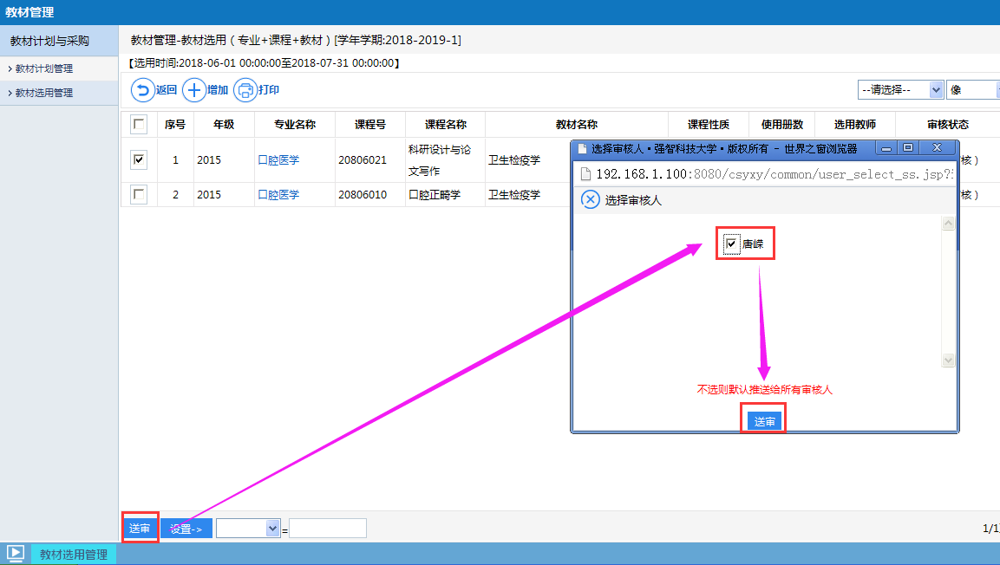 教材管理
教材计划与采购
教材计划管理
教材选用管理
教材管理-教材选用（专业+课程+教材）[学年学期:2018-2019-1]
【选用时间:2018-06-01 00:00:00至2018-07-31 00:00:00】
返回 增加 打印 --请选择-- 像
序号 年级 专业名称 课程号 课程名称 教材名称 课程性质 使用册数 选用教师 审核状态
1 2015 口腔医学 20806021 科研设计与论 卫生检疫学 核）
写作
2 2015 口腔医学 20806010 口腔正畸学 卫生检疫学 核）
选择审核人·强智科技大学·版权所有 - 世界之窗浏览器
192.168.1.100:8080/csyxy/common/user_select_ss.jsp?
选择审核人
唐嵘
不选则默认推送给所有审核人
送审
送审 设置-> = 1/1
教材选用管理